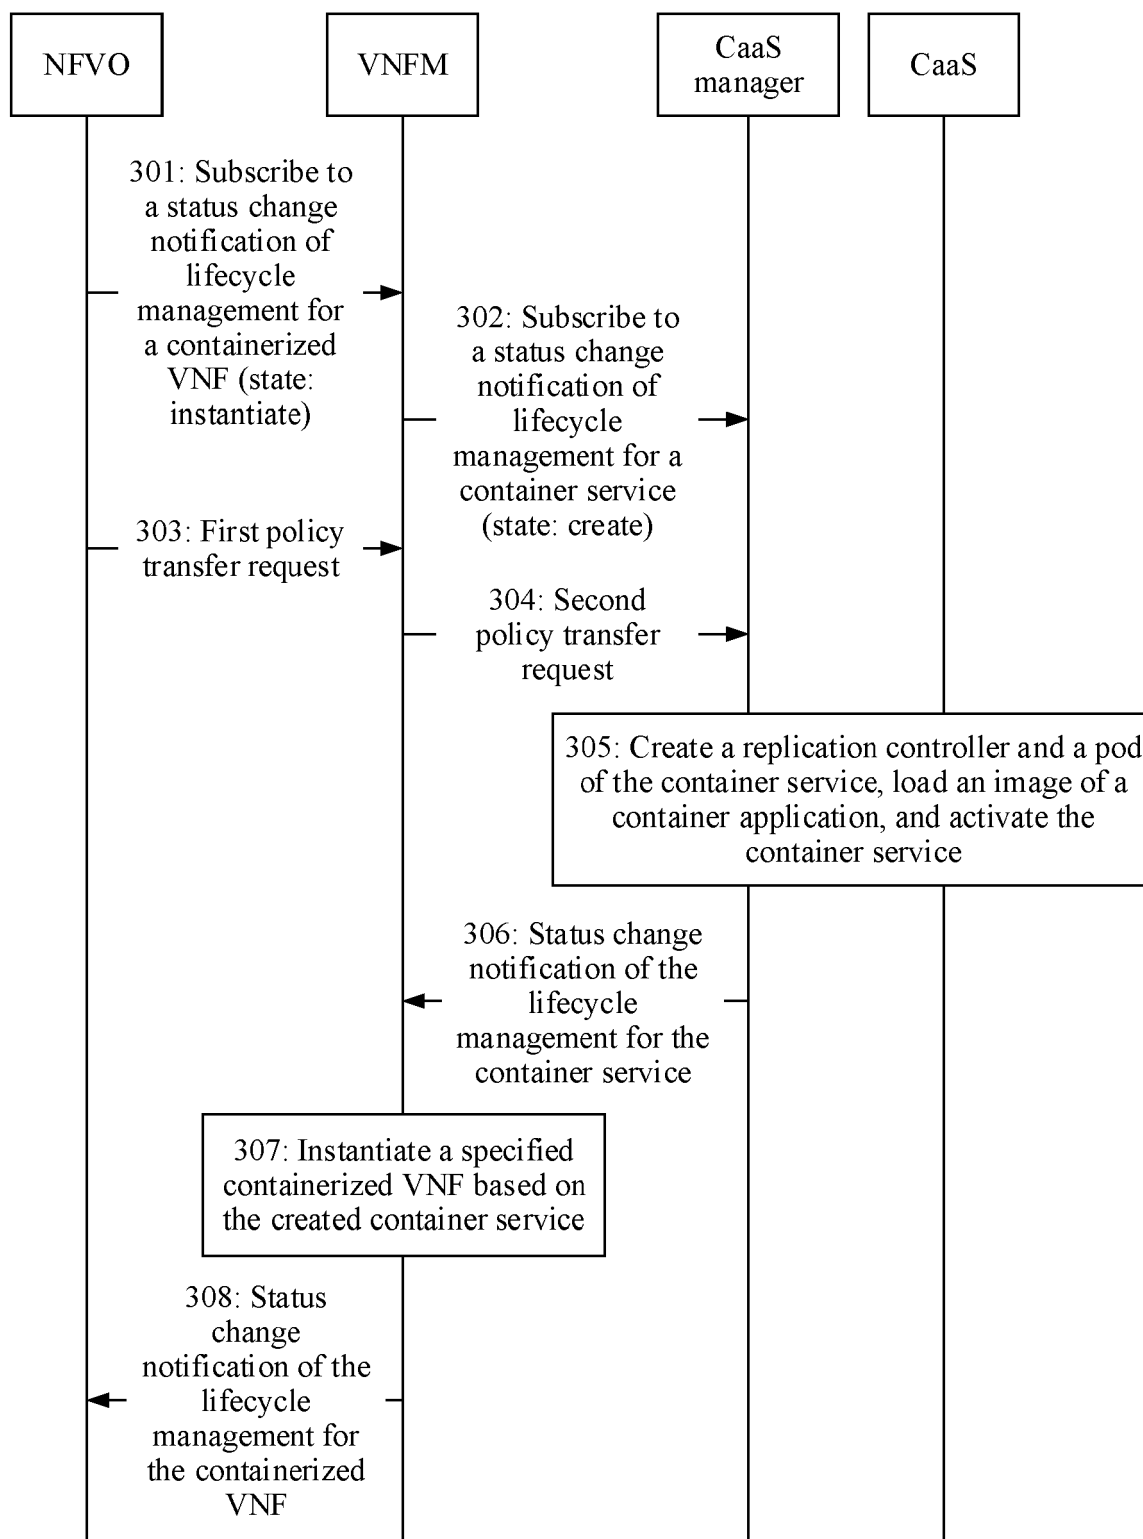 NFVO
VNFM
CaaS
manager
CaaS
301: Subscribe to
a status change
notification of
lifecycle
management for
a containerized
VNF (state:
instantiate)
302: Subscribe to
a status change
notification of
lifecycle
management for a
container service
(state: create)
303: First policy
transfer request
304: Second
policy transfer
request
305: Create a replication controller and a pod
of the container service, load an image of a
container application, and activate the
container service
306: Status change
notification of the
lifecycle
management for the
container service
307: Instantiate a specified
containerized VNF based on
the created container service
308: Status
change
notification of the
lifecycle
management for
the containerized
VNF